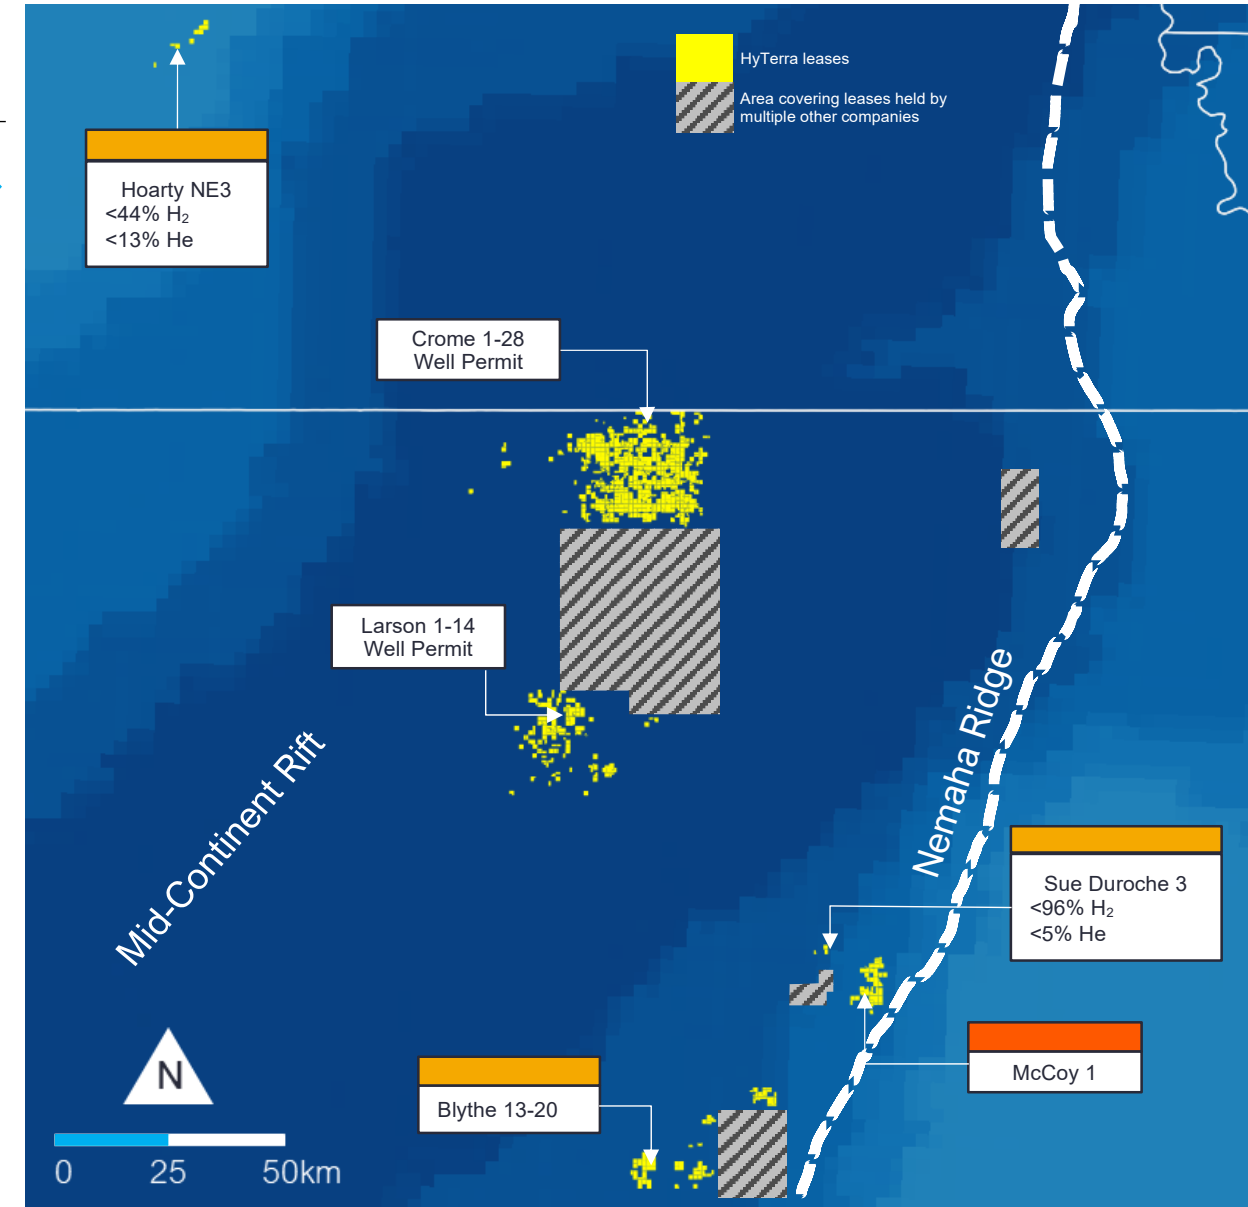 HyTerra leases
Area covering leases held by
multiple other companies
Hoarty NE3
<44% H₂
<13% He
Crome 1-28
Well Permit
Larson 1-14
Well Permit
Nemaha Ridge
Mid-Continent Rift
Sue Duroche 3
<96% H₂
<5% He
McCoy 1
Blythe 13-20
N
0 25 50km